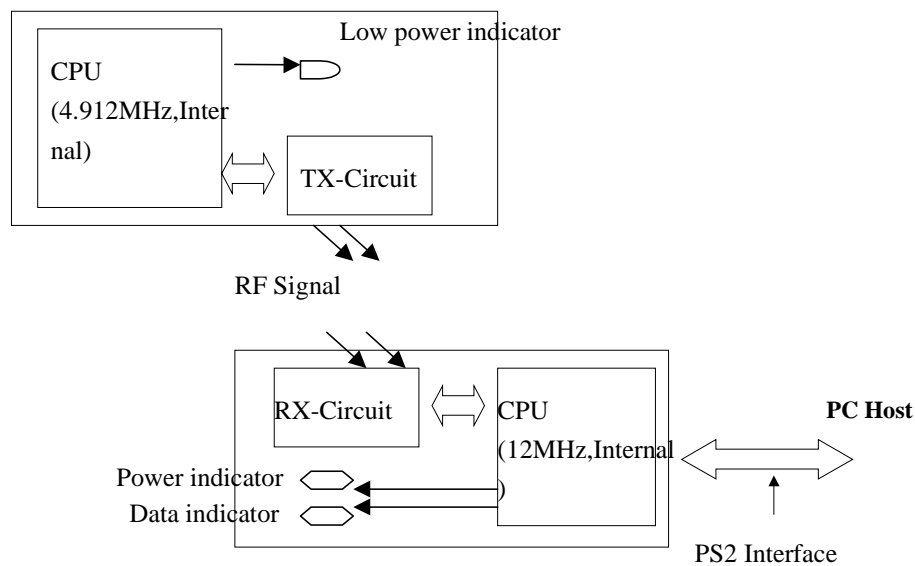 Low power indicator
CPU
(4.912MHz,Inter
nal)
TX-Circuit
RF Signal
RX-Circuit
CPU
(12MHz,Internal
)
PC Host
Power indicator
Data indicator
PS2 Interface